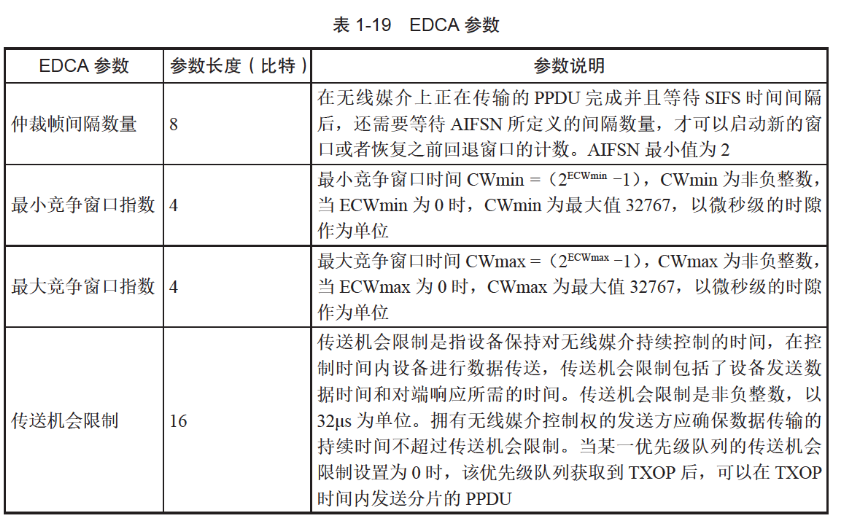 表 1-19 EDCA 参数
EDCA 参数 参数长度（比特） 参数说明
仲裁帧间隔数量 8
在无线媒介上正在传输的 PPDU 完成并且等待 SIFS 时间间隔
后，还需要等待 AIFSN 所定义的间隔数量，才可以启动新的窗
口或者恢复之前回退窗口的计数。AIFSN 最小值为 2
最小竞争窗口指数 4
最小竞争窗口时间 CWmin =（2^ECWmin −1），CWmin 为非负整数，
当 ECWmin 为 0 时，CWmin 为最大值 32767，以微秒级的时隙
作为单位
最大竞争窗口指数 4
最大竞争窗口时间 CWmax =（2^ECWmax −1），CWmax 为非负整数，
当 ECWmax 为 0 时，CWmax 为最大值 32767，以微秒级的时隙
作为单位
传送机会限制 16
传送机会限制是指设备保持对无线媒介持续控制的时间，在控
制时间内设备进行数据传送，传送机会限制包括了设备发送数
据时间和对端响应所需的时间。传送机会限制是非负整数，以
32μs 为单位。拥有无线媒介控制权的发送方应确保数据传输的
持续时间不超过传送机会限制。当某一优先级队列的传送机会
限制设置为 0 时，该优先级队列获取到 TXOP 后，可以在 TXOP
时间内发送分片的 PPDU